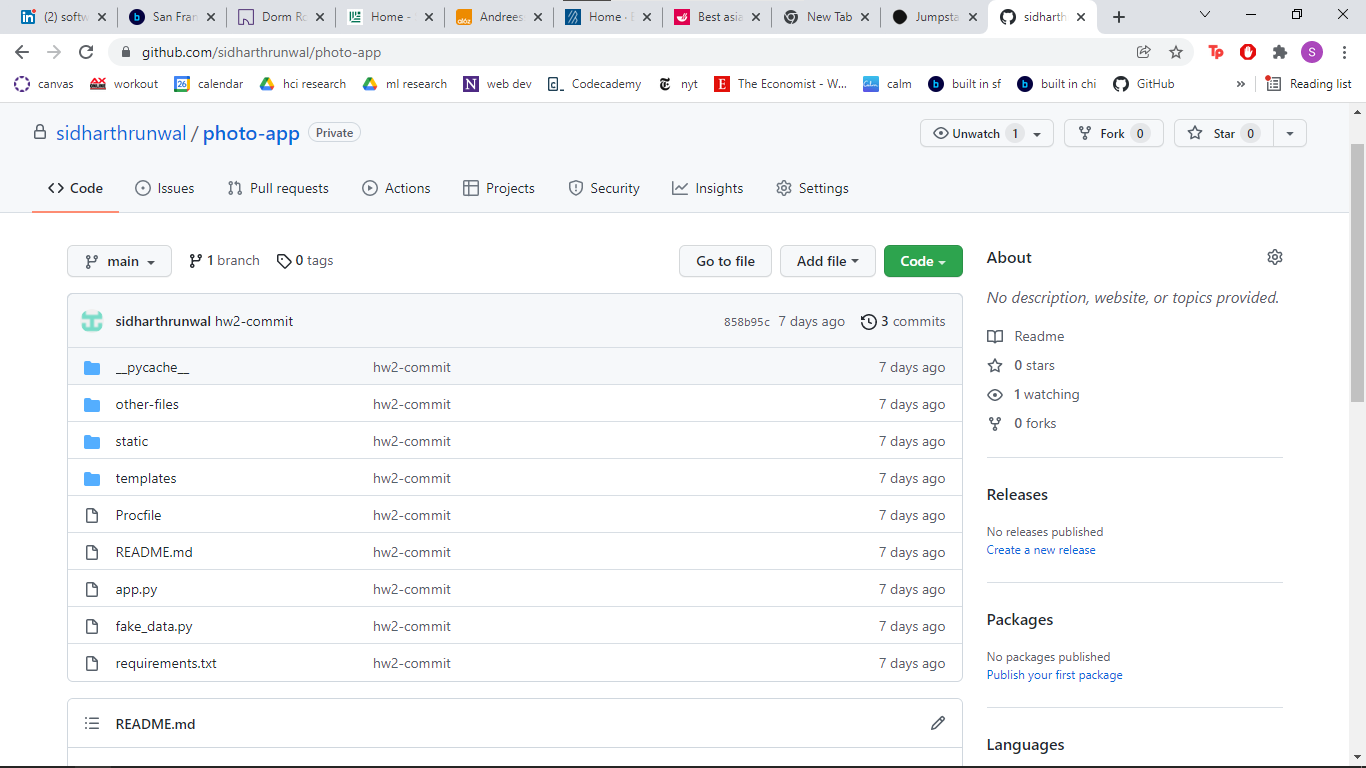 (2) softw San Fran Dorm Ro Home - Andrees Home - Best asia New Tab Jumpsta sidharth
github.com/sidharthrunwal/photo-app Tp S
canvas workout 26 calendar hci research ml research N web dev c_ Codecademy T nyt E The Economist - W... calm b built in sf b built in chi GitHub » Reading list
sidharthrunwal / photo-app Private Unwatch 1 Fork 0 Star 0
Code Issues Pull requests Actions Projects Security Insights Settings
main 1 branch 0 tags Go to file Add file Code
sidharthrunwal hw2-commit 858b95c 7 days ago 3 commits
__pycache__ hw2-commit 7 days ago
other-files hw2-commit 7 days ago
static hw2-commit 7 days ago
templates hw2-commit 7 days ago
Procfile hw2-commit 7 days ago
README.md hw2-commit 7 days ago
app.py hw2-commit 7 days ago
fake_data.py hw2-commit 7 days ago
requirements.txt hw2-commit 7 days ago
README.md
About
No description, website, or topics provided.
Readme
0 stars
1 watching
0 forks
Releases
No releases published
Create a new release
Packages
No packages published
Publish your first package
Languages